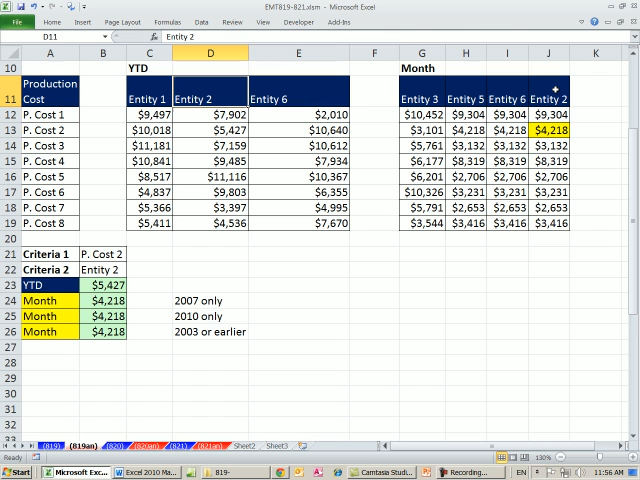 EMT819-821.xlsm - Microsoft Excel
File Home Insert Page Layout Formulas Data Review View Developer Add-Ins
D11 fx Entity 2
A B C D E F G H I J K
10 YTD Month
11 Production Cost Entity 1 Entity 2 Entity 6 Entity 3 Entity 5 Entity 6 Entity 2
12 P. Cost 1 $9,497 $7,902 $2,010 $10,452 $9,304 $9,304 $9,304
13 P. Cost 2 $10,018 $5,427 $10,640 $3,101 $4,218 $4,218 $4,218
14 P. Cost 3 $11,181 $7,159 $10,612 $5,761 $3,132 $3,132 $3,132
15 P. Cost 4 $10,841 $9,485 $7,934 $6,177 $8,319 $8,319 $8,319
16 P. Cost 5 $8,517 $11,116 $10,367 $6,201 $2,706 $2,706 $2,706
17 P. Cost 6 $4,837 $9,803 $6,355 $10,326 $3,231 $3,231 $3,231
18 P. Cost 7 $5,366 $3,397 $4,995 $5,791 $2,653 $2,653 $2,653
19 P. Cost 8 $5,411 $4,536 $7,670 $3,544 $3,416 $3,416 $3,416
20
21 Criteria 1 P. Cost 2
22 Criteria 2 Entity 2
23 YTD $5,427
24 Month $4,218 2007 only
25 Month $4,218 2010 only
26 Month $4,218 2003 or earlier
27
28
29
30
31
32
33
(819) (819an) (820) (820an) (821) (821an) Sheet2 Sheet3
Ready 130%
Start Microsoft Exc... Word Excel 2010 Ma... 819- Camtasia Studi... Recording... EN 11:56 AM